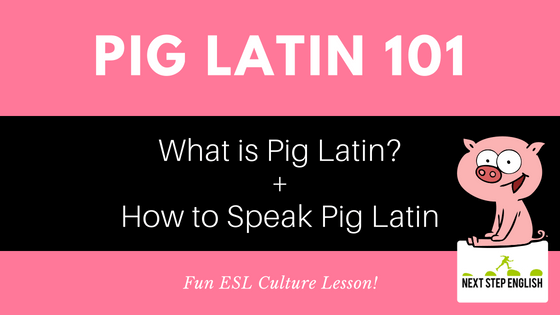 PIG LATIN 101
What is Pig Latin?
+
How to Speak Pig Latin
Fun ESL Culture Lesson!
NEXT STEP ENGLISH